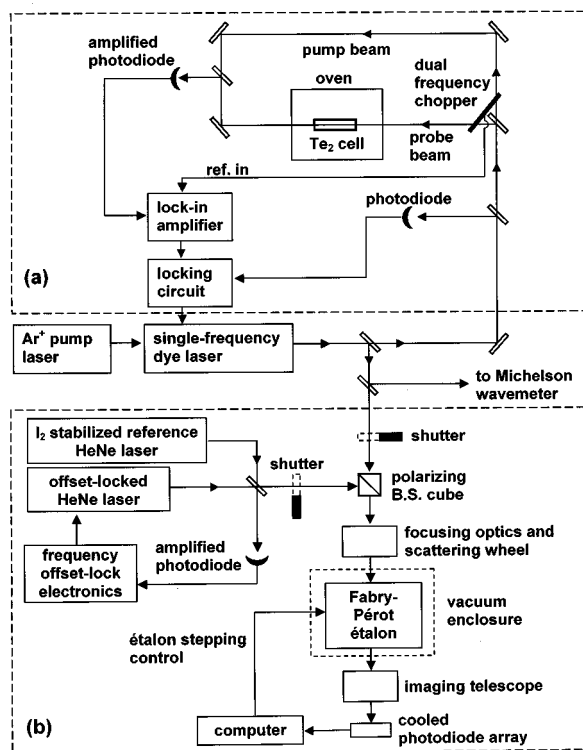 amplified
photodiode
pump beam
oven
dual
frequency
chopper
Te2 cell
probe
beam
ref. in
photodiode
lock-in
amplifier
locking
circuit
(a)
Ar+ pump
laser
single-frequency
dye laser
to Michelson
wavemeter
I2 stabilized reference
HeNe laser
shutter
shutter
offset-locked
HeNe laser
polarizing
B.S. cube
amplified
photodiode
frequency
offset-lock
electronics
focusing optics and
scattering wheel
Fabry-
Pérot
étalon
vacuum
enclosure
étalon stepping
control
imaging telescope
(b)
computer
cooled
photodiode array